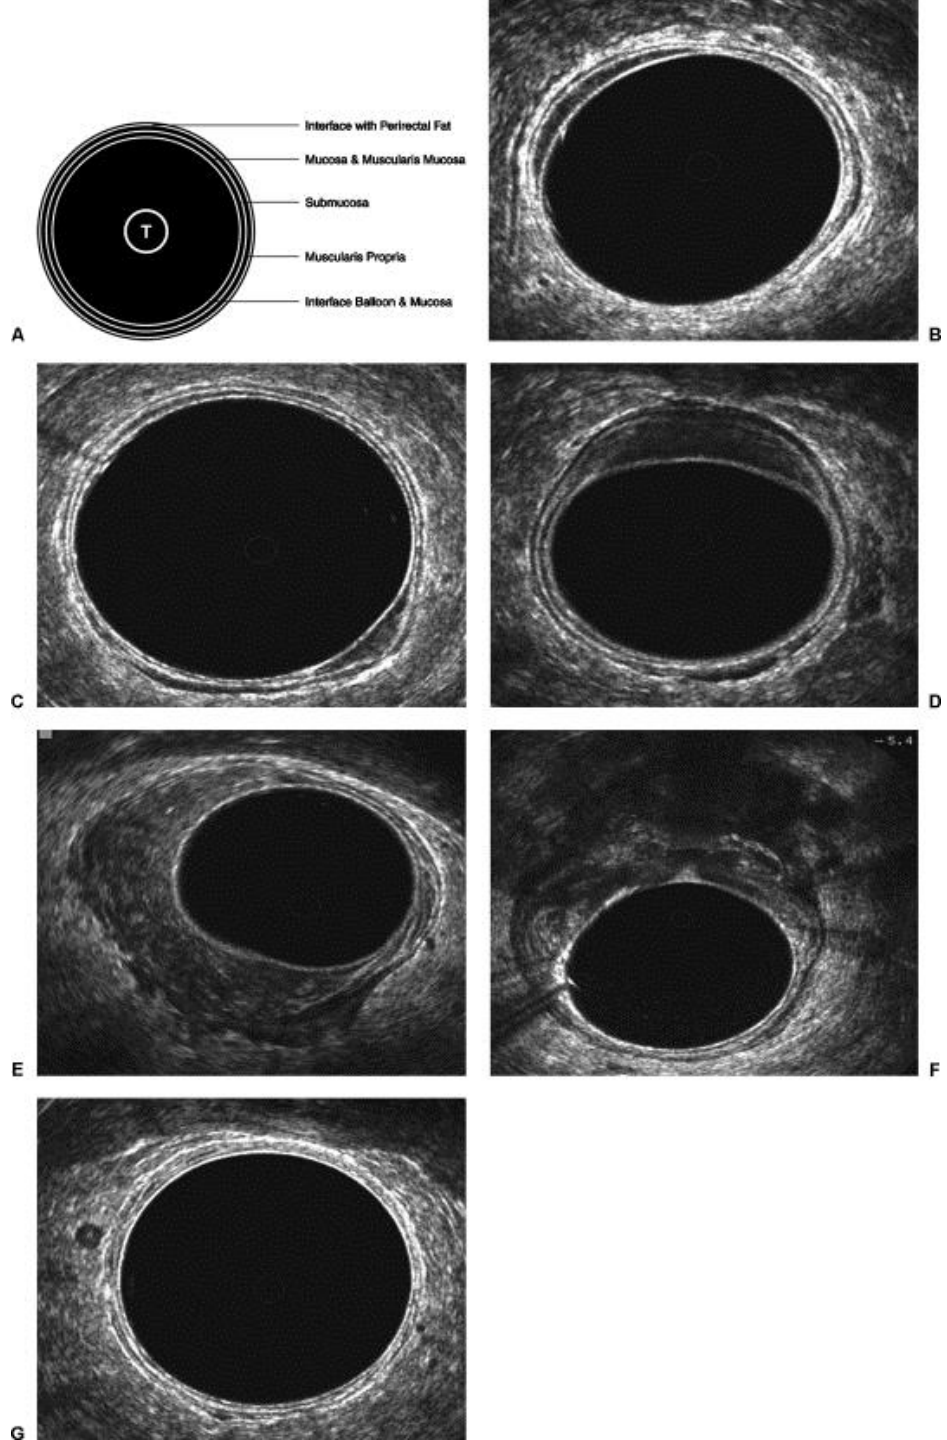 Interface with Perirectal Fat
Mucosa & Muscularis Mucosa
Submucosa
T
Muscularis Propria
Interface Balloon & Mucosa
A
B
C
D
5.4
E
F
G